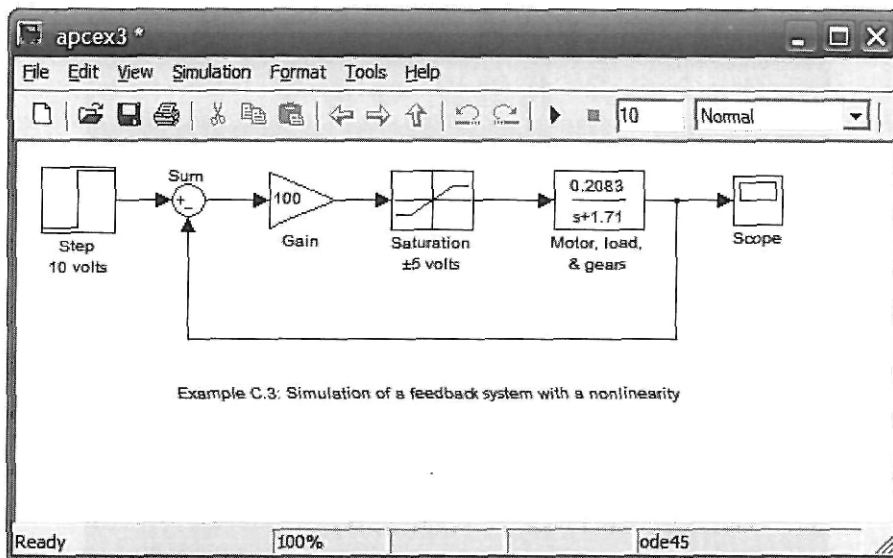 apcex3 *
File Edit View Simulation Format Tools Help
10 Normal
Sum
+
-
100
Gain
0.2083
s+1.71
Step
10 volts
Saturation
±5 volts
Motor, load,
& gears
Scope
Example C.3: Simulation of a feedback system with a nonlinearity
Ready 100% ode45